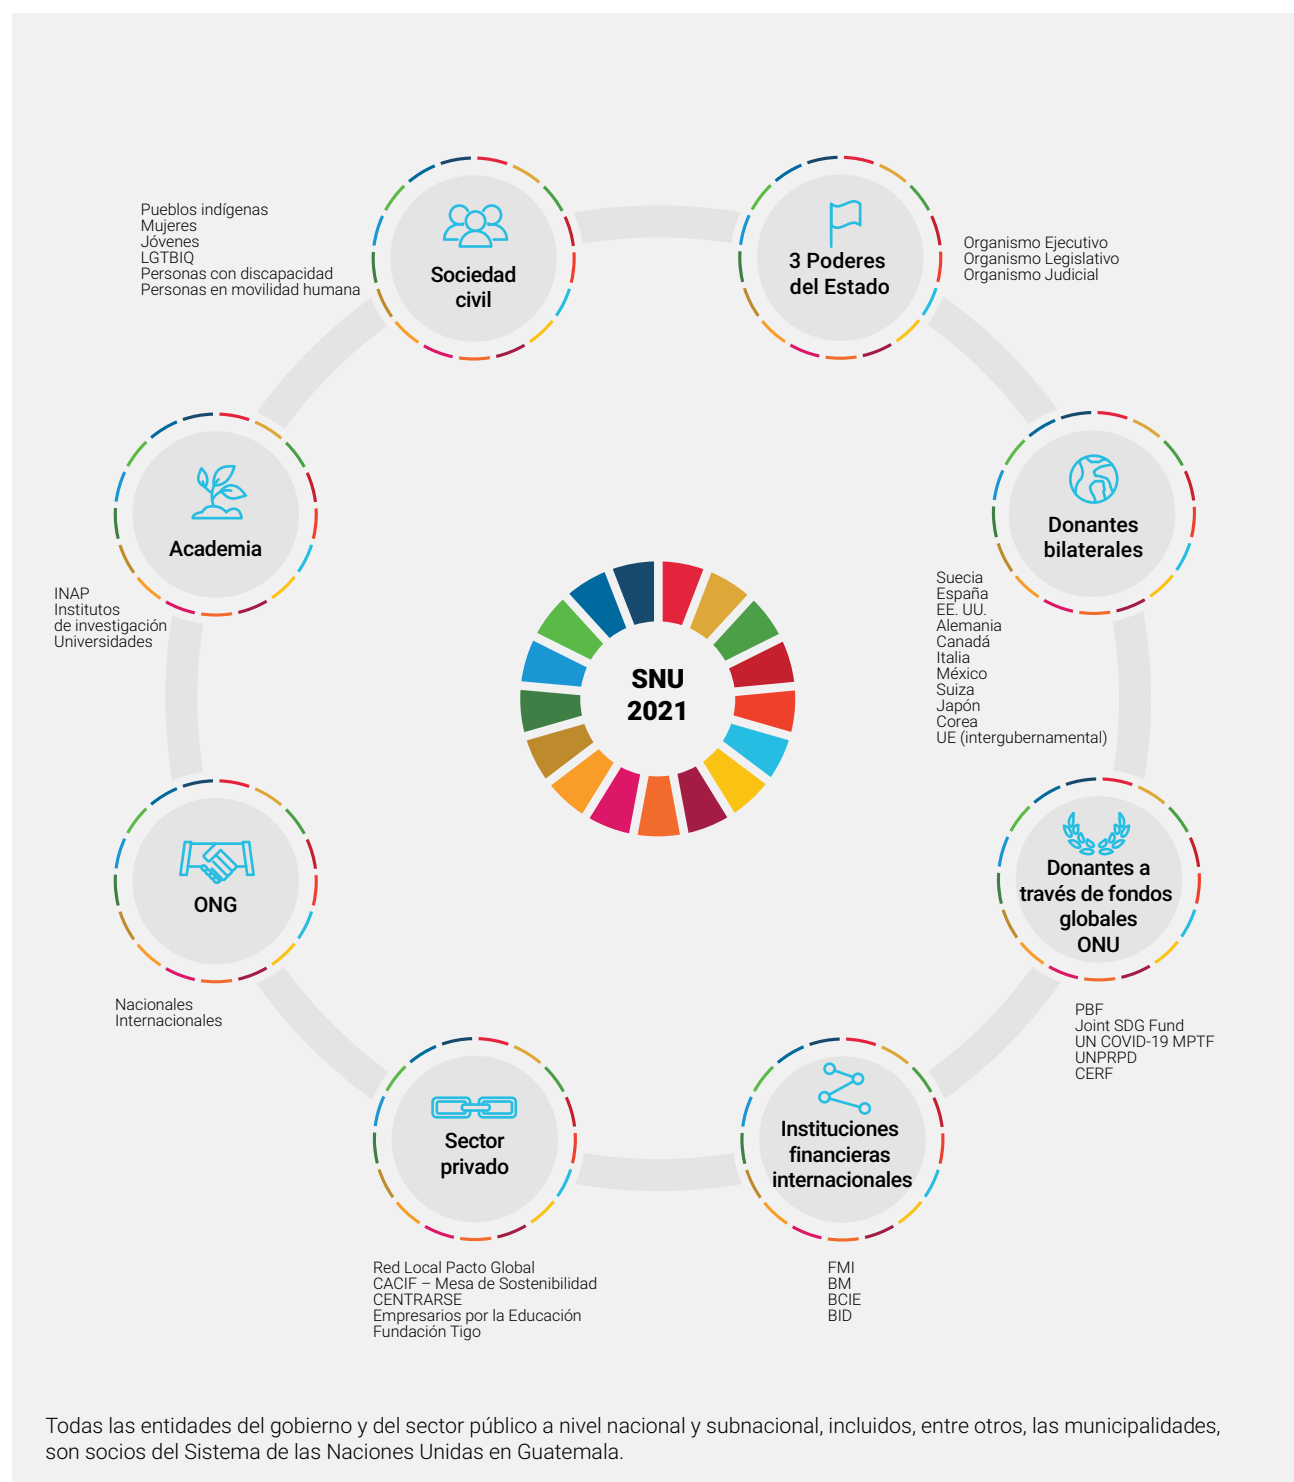 Pueblos indígenas
Mujeres
Jóvenes
LGTBIQ
Personas con discapacidad
Personas en movilidad humana
Sociedad
civil
3 Poderes
del Estado
Organismo Ejecutivo
Organismo Legislativo
Organismo Judicial
Academia
INAP
Institutos
de investigación
Universidades
Donantes
bilaterales
Suecia
España
EE. UU.
Alemania
Canadá
Italia
México
Suiza
Japón
Corea
UE (intergubernamental)
SNU
2021
ONG
Nacionales
Internacionales
Donantes a
través de fondos
globales
ONU
PBF
Joint SDG Fund
UN COVID-19 MPTF
UNPRPD
CERF
Sector
privado
Red Local Pacto Global
CACIF – Mesa de Sostenibilidad
CENTRARSE
Empresarios por la Educación
Fundación Tigo
Instituciones
financieras
internacionales
FMI
BM
BCIE
BID
Todas las entidades del gobierno y del sector público a nivel nacional y subnacional, incluidos, entre otros, las municipalidades,
son socios del Sistema de las Naciones Unidas en Guatemala.